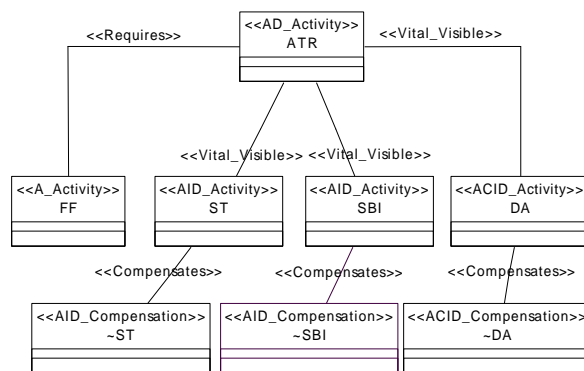 <<AD_Activity>>
ATR
<<Requires>>
<<Vital_Visible>>
<<Vital_Visible>>
<<Vital_Visible>>
<<A_Activity>>
FF
<<AID_Activity>>
ST
<<AID_Activity>>
SBI
<<ACID_Activity>>
DA
<<Compensates>>
<<Compensates>>
<<Compensates>>
<<AID_Compensation>>
~ST
<<AID_Compensation>>
~SBI
<<ACID_Compensation>>
~DA